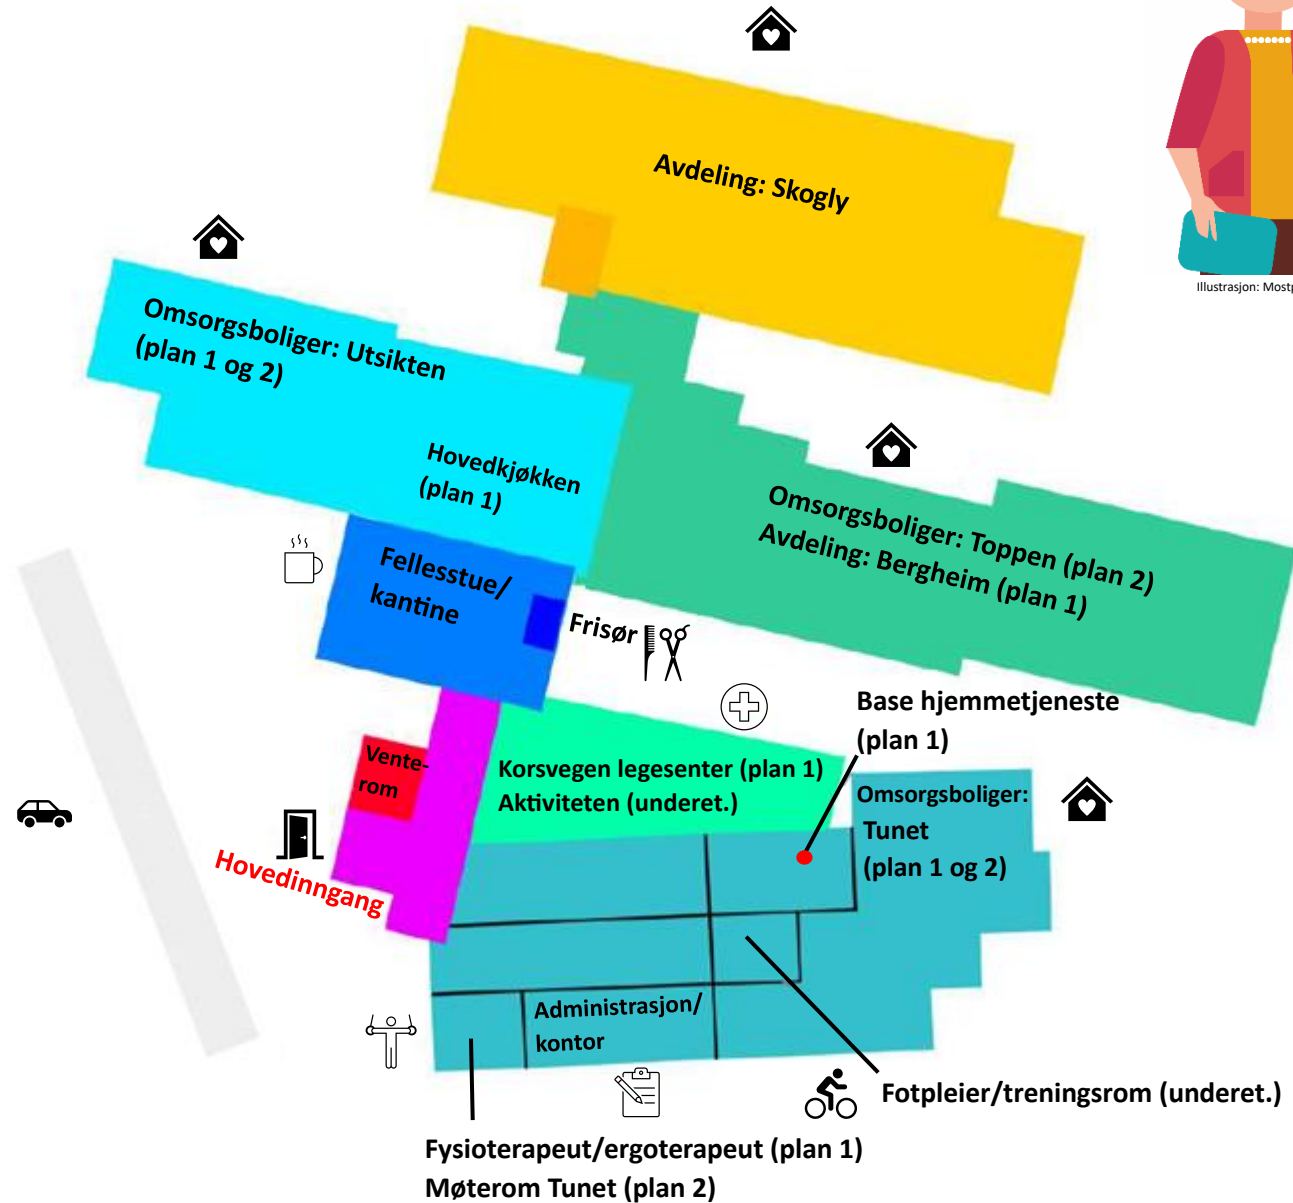 Avdeling: Skogly
Illustrasjon:
Omsorgsboliger: Utsikten
(plan 1 og 2)
Hovedkjøkken
(plan 1)
Omsorgsboliger: Toppen (plan 2)
Avdeling: Bergheim (plan 1)
Fellesstue/
kantine
Frisør
Base hjemmetjeneste
(plan 1)
Vente-
rom
Korsvegen legesenter (plan 1)
Aktiviteten (underet.)
Omsorgsboliger:
Tunet
(plan 1 og 2)
Hovedinngang
Administrasjon/
kontor
Fotpleier/treningsrom (underet.)
Fysioterapeut/ergoterapeut (plan 1)
Møterom Tunet (plan 2)